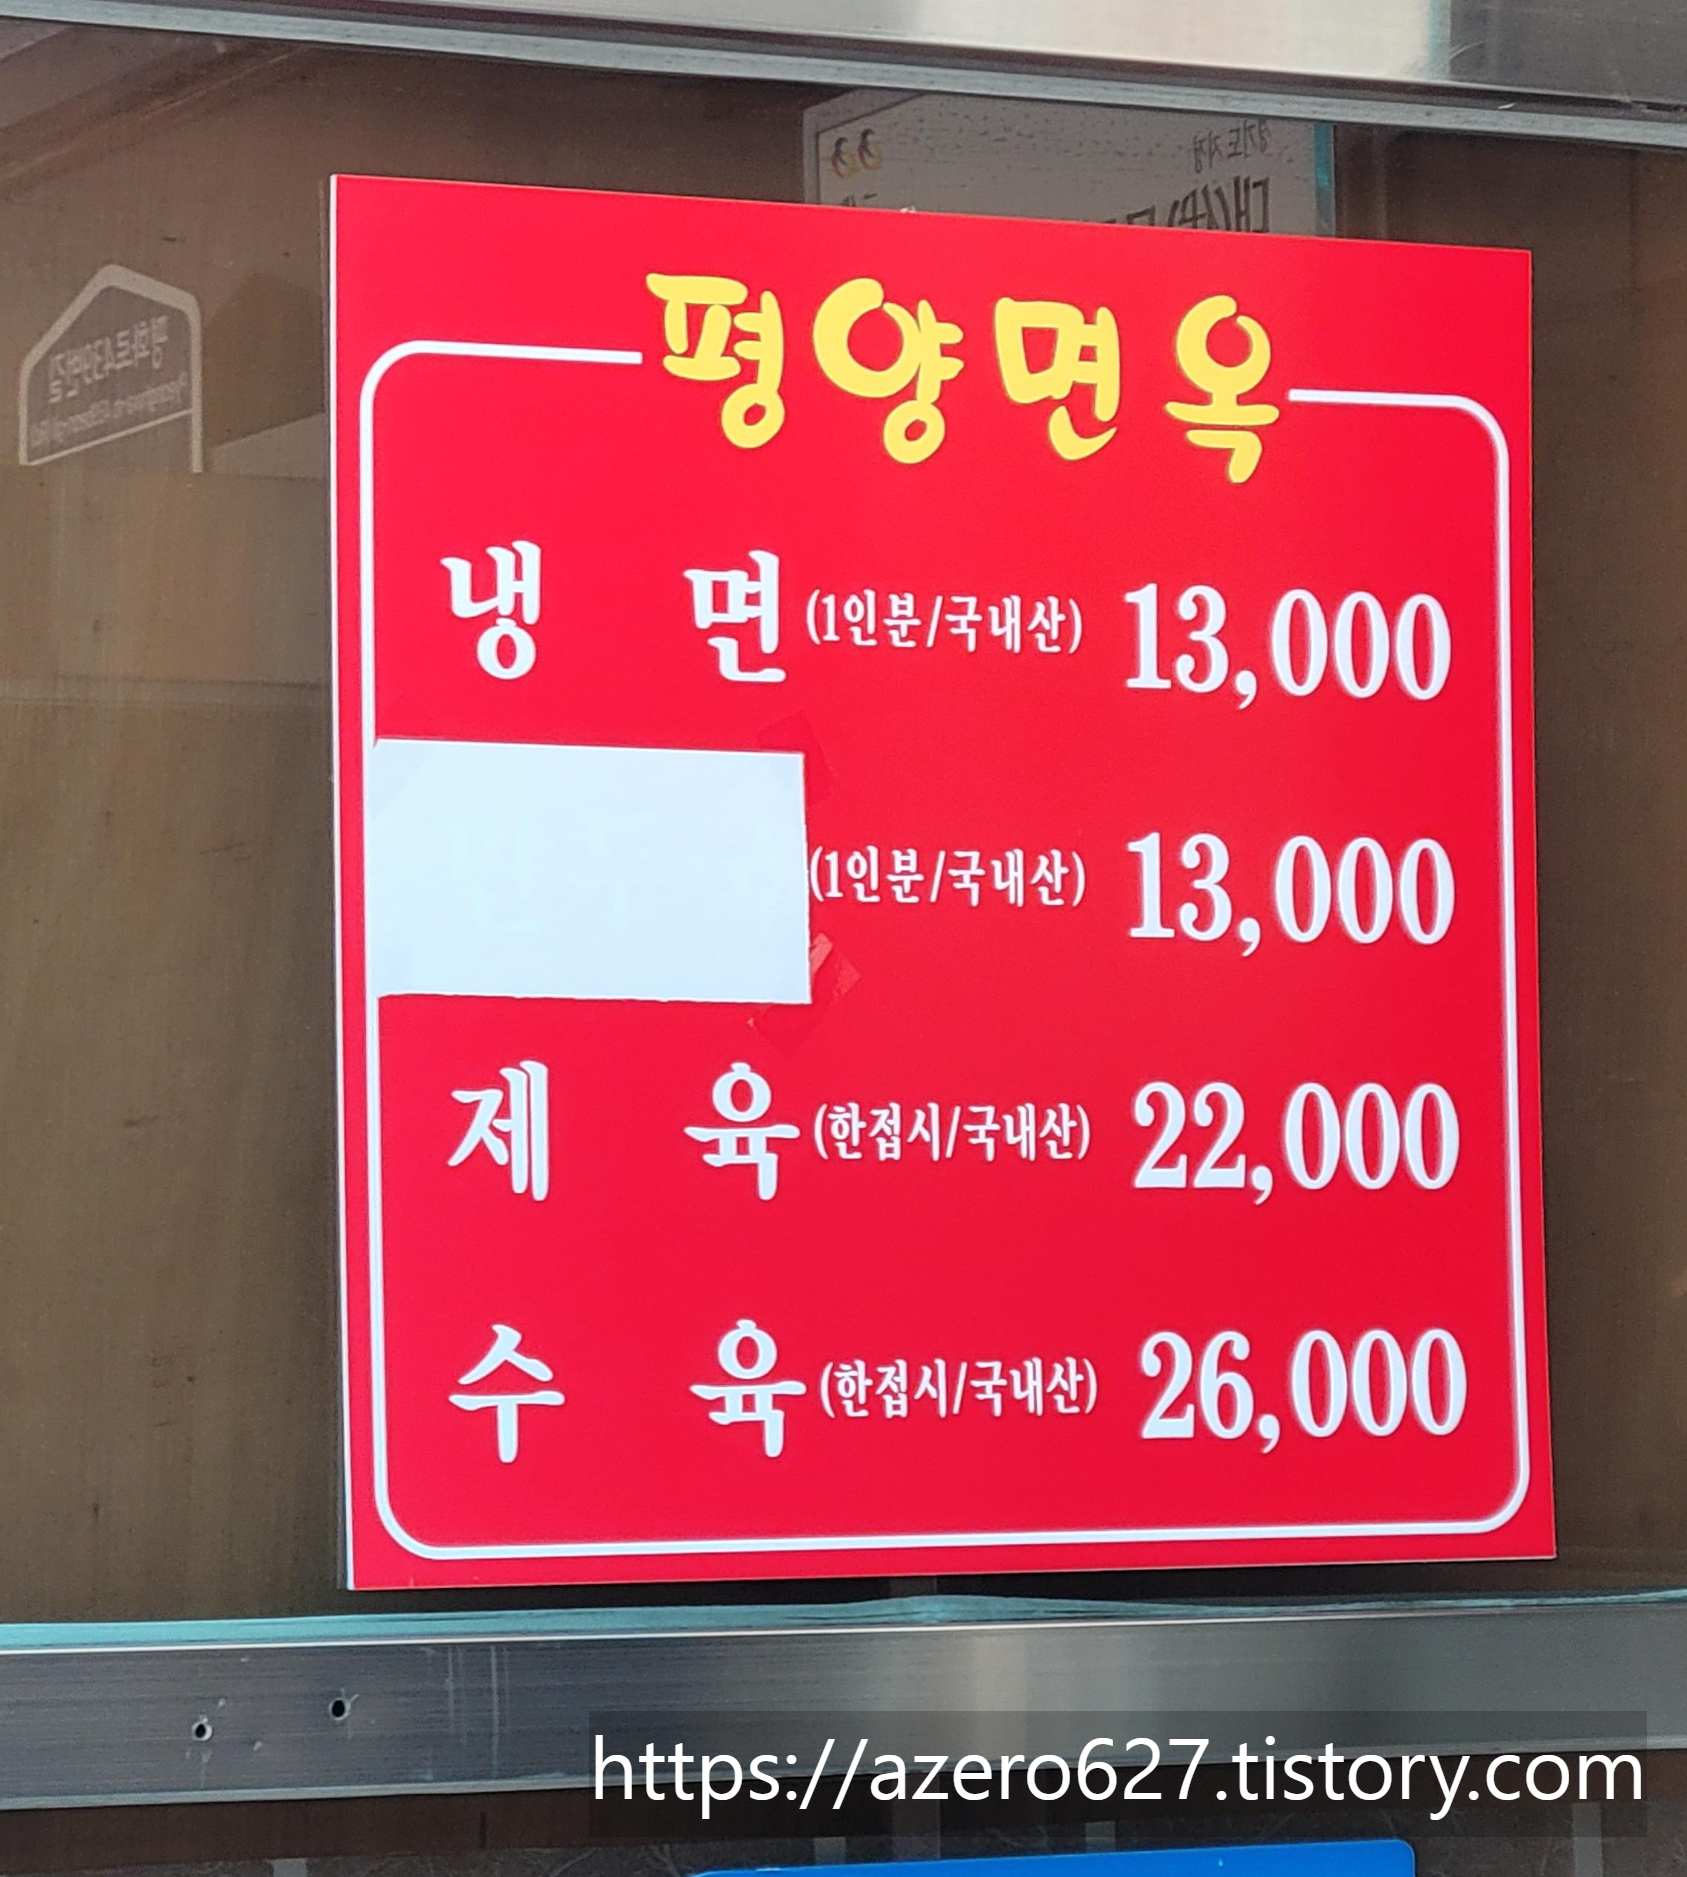 평양면옥
냉 면 (1인분/국내산) 13,000
(1인분/국내산) 13,000
제 육 (한접시/국내산) 22,000
수 육 (한접시/국내산) 26,000
https://azero627.tistory.com